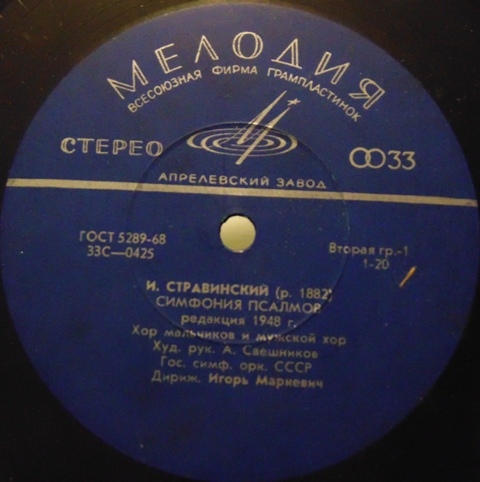 МЕЛОДИЯ
ВСЕСОЮЗНАЯ ФИРМА ГРАМПЛАСТИНОК
СТЕРЕО
33
АПРЕЛЕВСКИЙ ЗАВОД
ГОСТ 5289-68
33С—0425
Вторая гр.-1
1-20
И. СТРАВИНСКИЙ (р. 1882)
СИМФОНИЯ ПСАЛМОВ
редакция 1948 г.
Хор мальчиков и мужской хор
Худ. рук. А. Свешников
Гос. симф. орк. СССР
Дириж. Игорь Маркевич